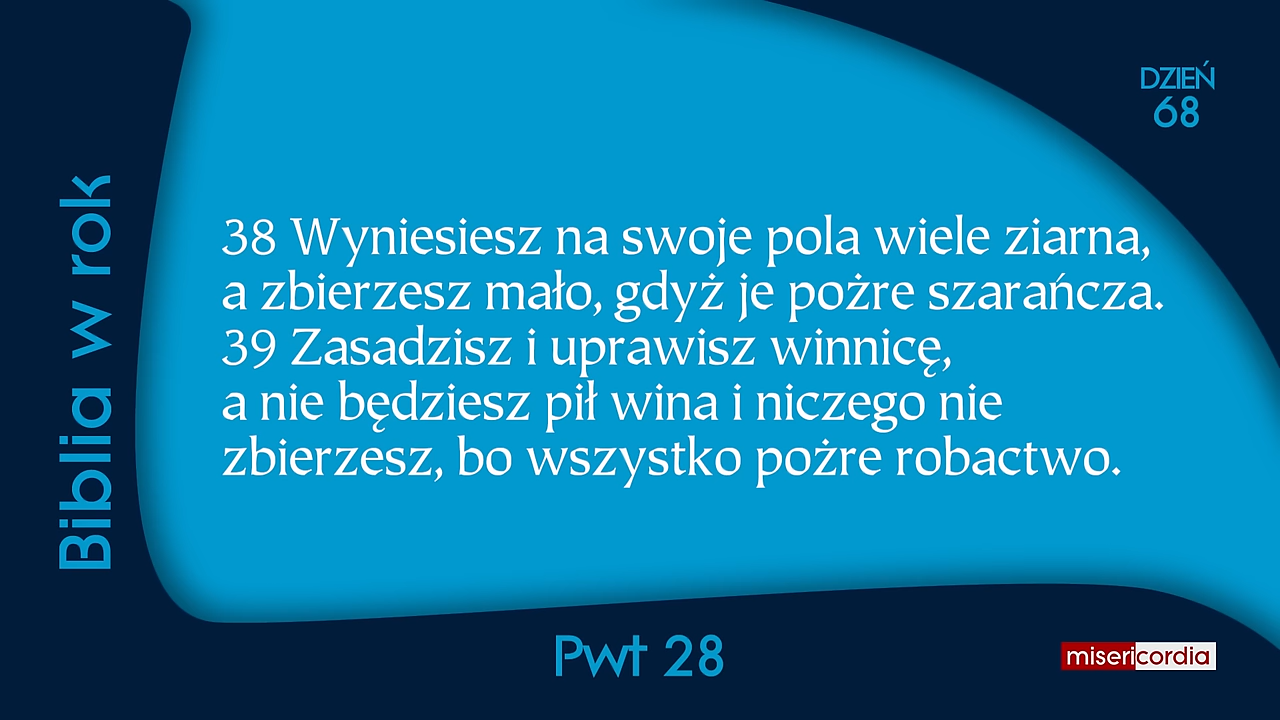 DZIEŃ
68
Biblia w rok
38 Wyniesiesz na swoje pola wiele ziarna,
a zbierzesz mało, gdyż je pożre szarańcza.
39 Zasadzisz i uprawisz winnicę,
a nie będziesz pił wina i niczego nie
zbierzesz, bo wszystko pożre robactwo.
Pwt 28
misericordia